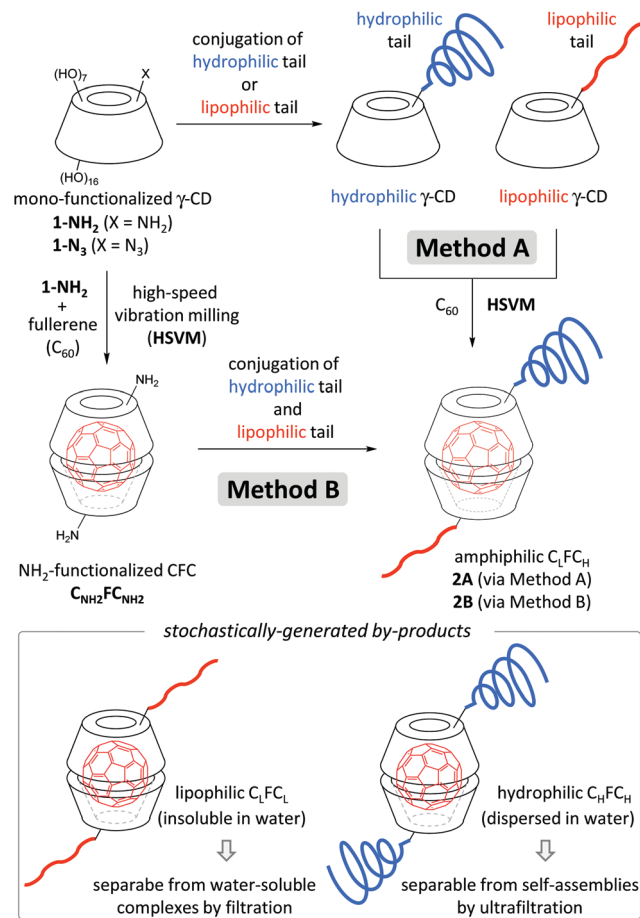 conjugation of
hydrophilic tail
or
lipophilic tail
hydrophilic
tail
lipophilic
tail
(HO)7
X
(HO)16
mono-functionalized γ-CD
1-NH2 (X = NH2)
1-N3 (X = N3)
hydrophilic γ-CD
lipophilic γ-CD
Method A
C60
HSVM
1-NH2
+
fullerene
(C60)
high-speed
vibration milling
(HSVM)
NH2
H2N
conjugation of
hydrophilic tail
and
lipophilic tail
Method B
NH2-functionalized CFC
CNH2FCNH2
amphiphilic CLFCH
2A (via Method A)
2B (via Method B)
stochastically-generated by-products
lipophilic CLFCL
(insoluble in water)
separabe from water-soluble
complexes by filtration
hydrophilic CHFCH
(dispersed in water)
separable from self-assemblies
by ultrafiltration